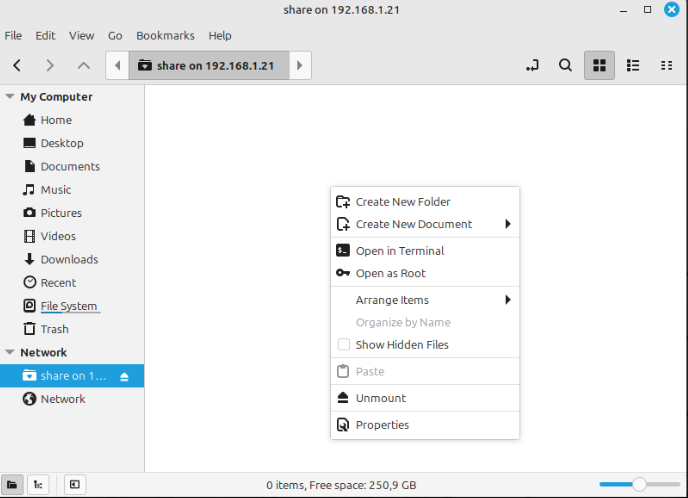 share on 192.168.1.21
File Edit View Go Bookmarks Help
share on 192.168.1.21
My Computer
Home
Desktop
Documents
Music
Pictures
Videos
Downloads
Recent
File System
Trash
Network
share on 1...
Network
Create New Folder
Create New Document
Open in Terminal
Open as Root
Arrange Items
Organize by Name
Show Hidden Files
Paste
Unmount
Properties
0 items, Free space: 250,9 GB